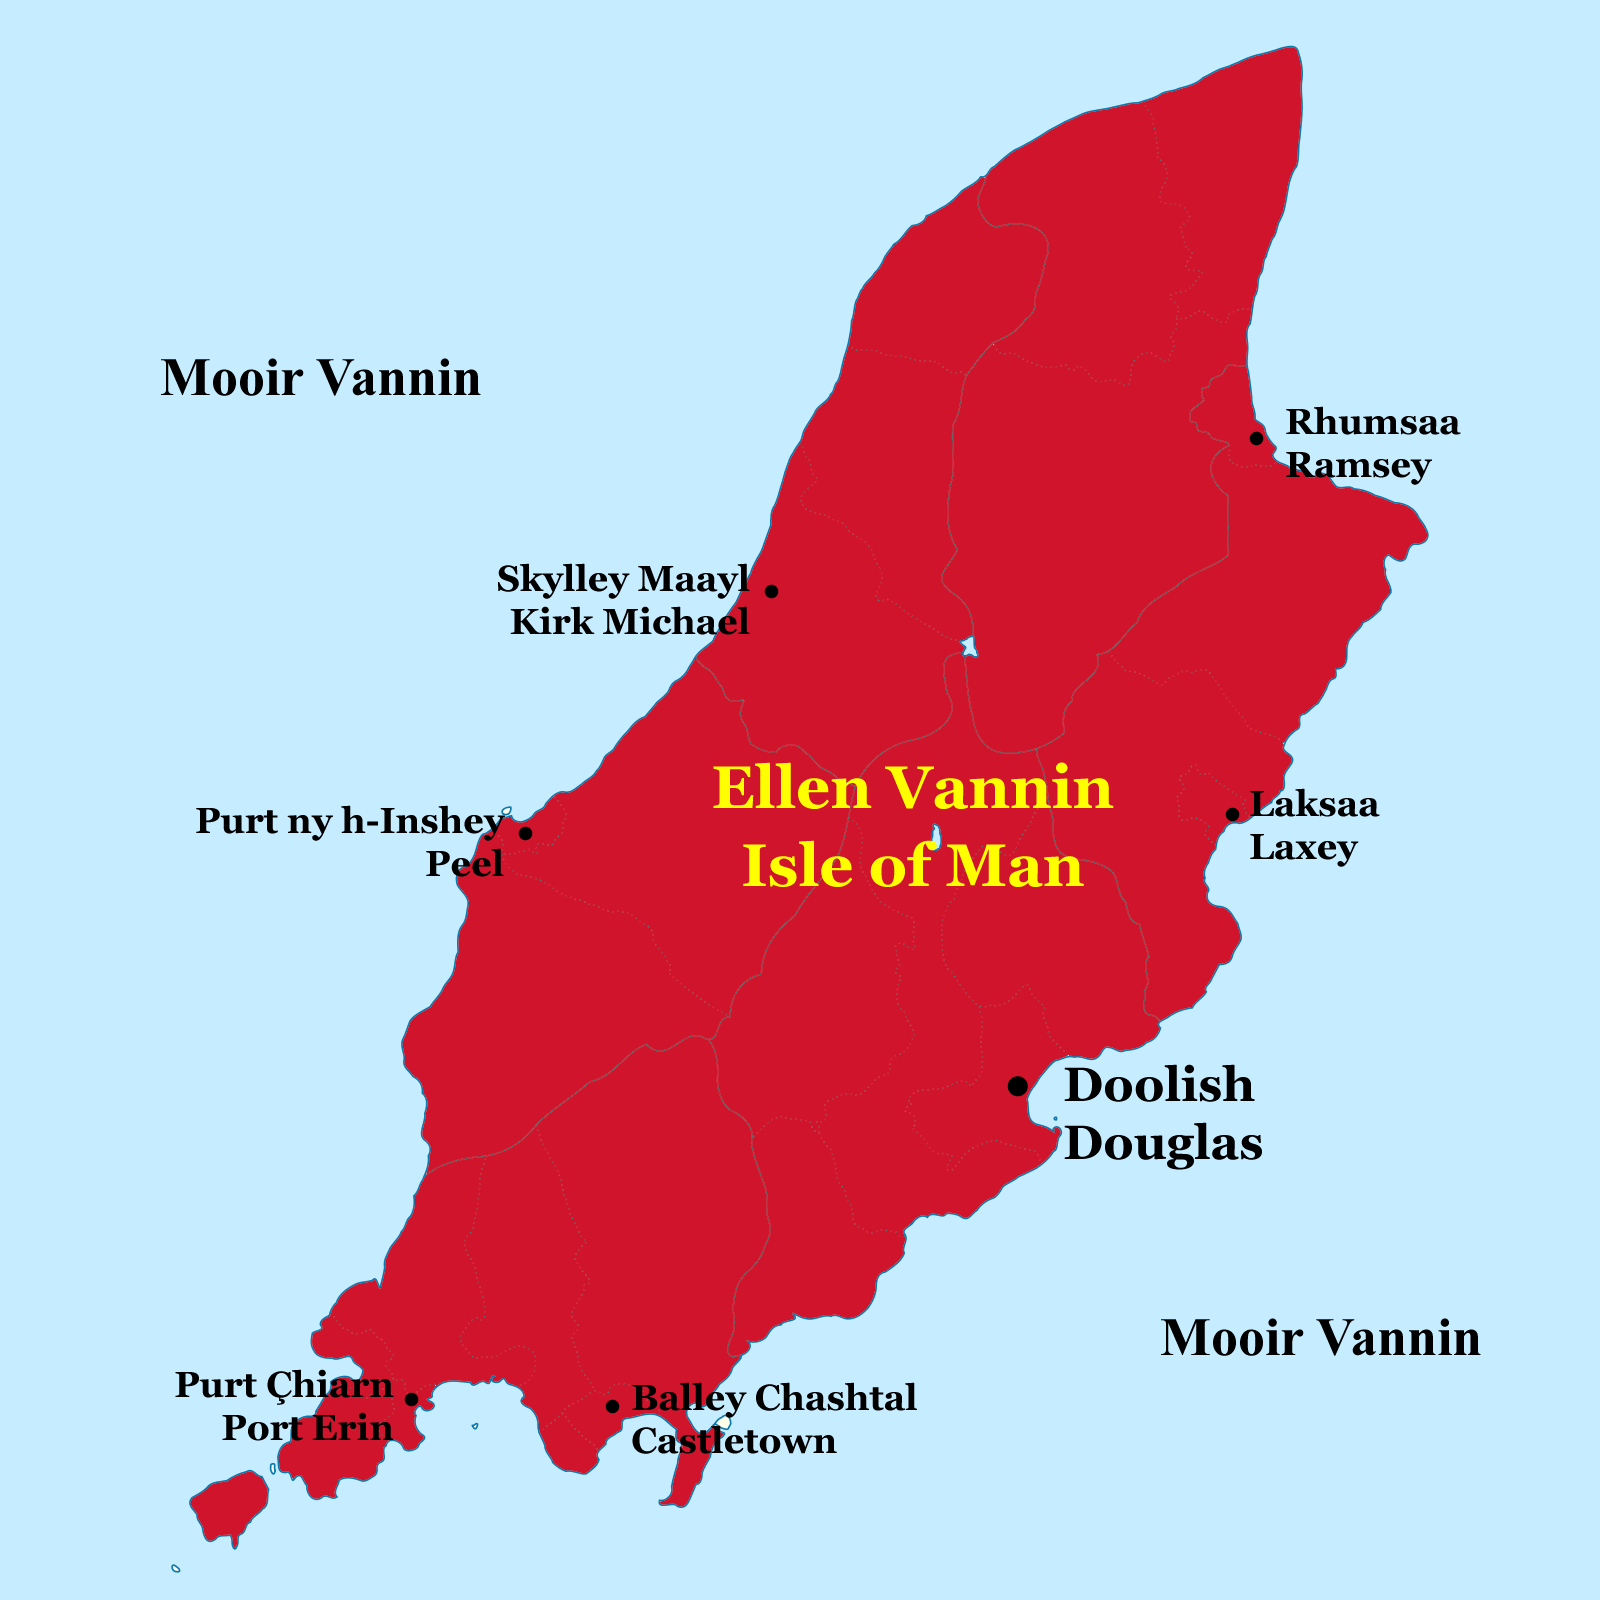 Mooir Vannin
Rhumsaa
Ramsey
Skylley Maayl
Kirk Michael
Ellen Vannin
Isle of Man
Purt ny h-Inshey
Peel
Laksaa
Laxey
Doolish
Douglas
Mooir Vannin
Purt Çhiarn
Port Erin
Balley Chashtal
Castletown